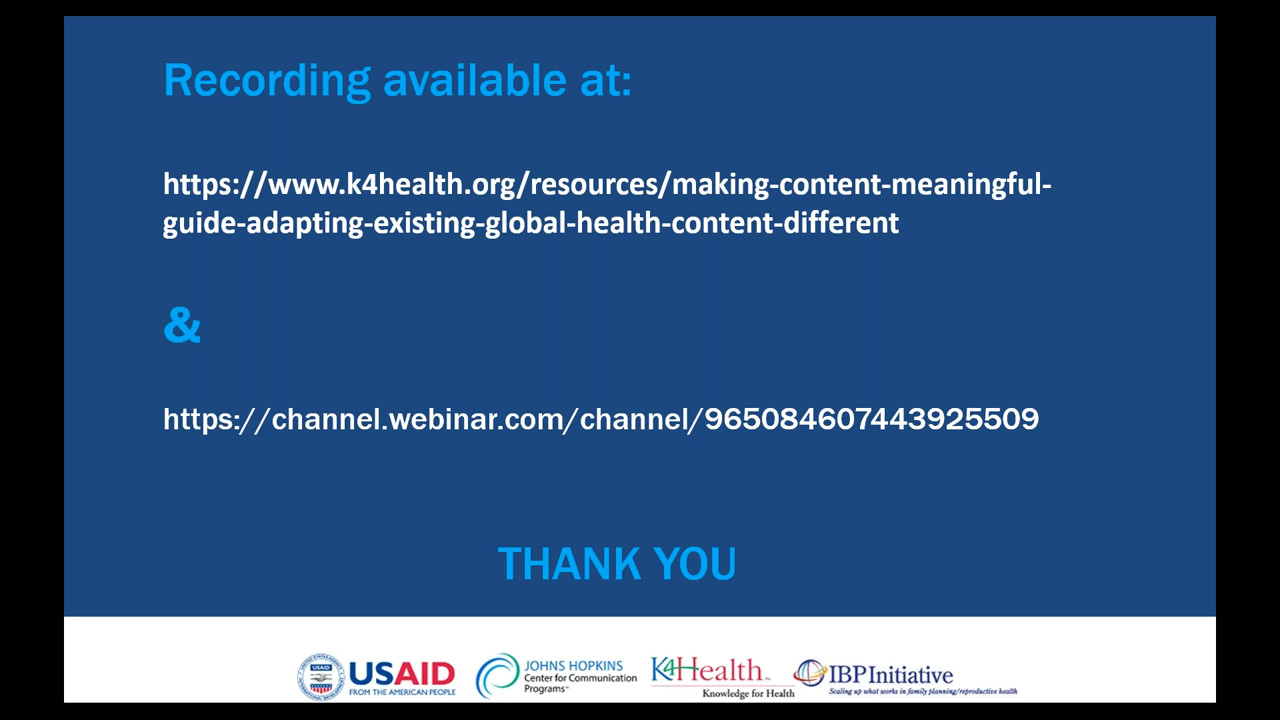 Recording available at:
https://www.k4health.org/resources/making-content-meaningful-
guide-adapting-existing-global-health-content-different
&
https://channel.webinar.com/channel/965084607443925509
THANK YOU
USAID
USAID
FROM THE AMERICAN PEOPLE
JOHNS HOPKINS
Center for Communication
Programs
K4Health™
Knowledge for Health
IBPInitiative
Scaling up what works in family planning/reproductive health